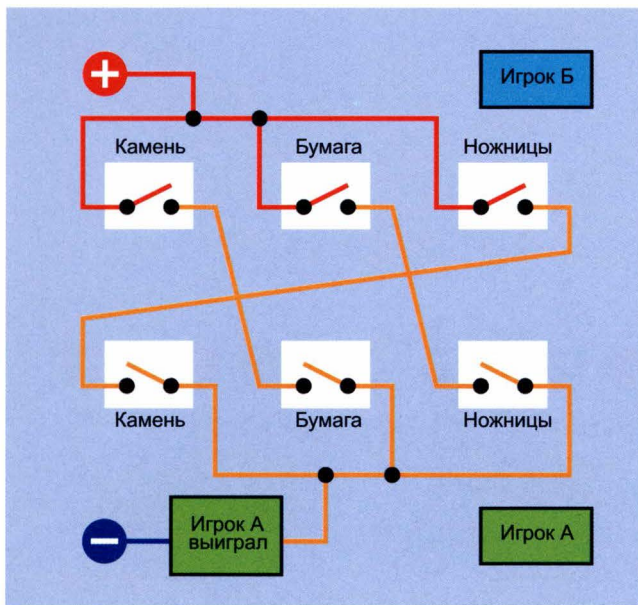 +
Игрок Б
Камень
Бумага
Ножницы
Камень
Бумага
Ножницы
−
Игрок А
выиграл
Игрок А